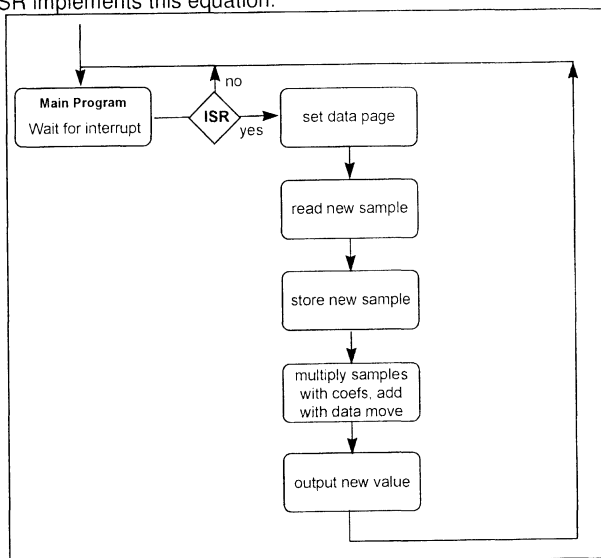 SR implements this equation.
no
Main Program
Wait for interrupt
ISR
yes
set data page
read new sample
store new sample
multiply samples
with coefs, add
with data move
output new value